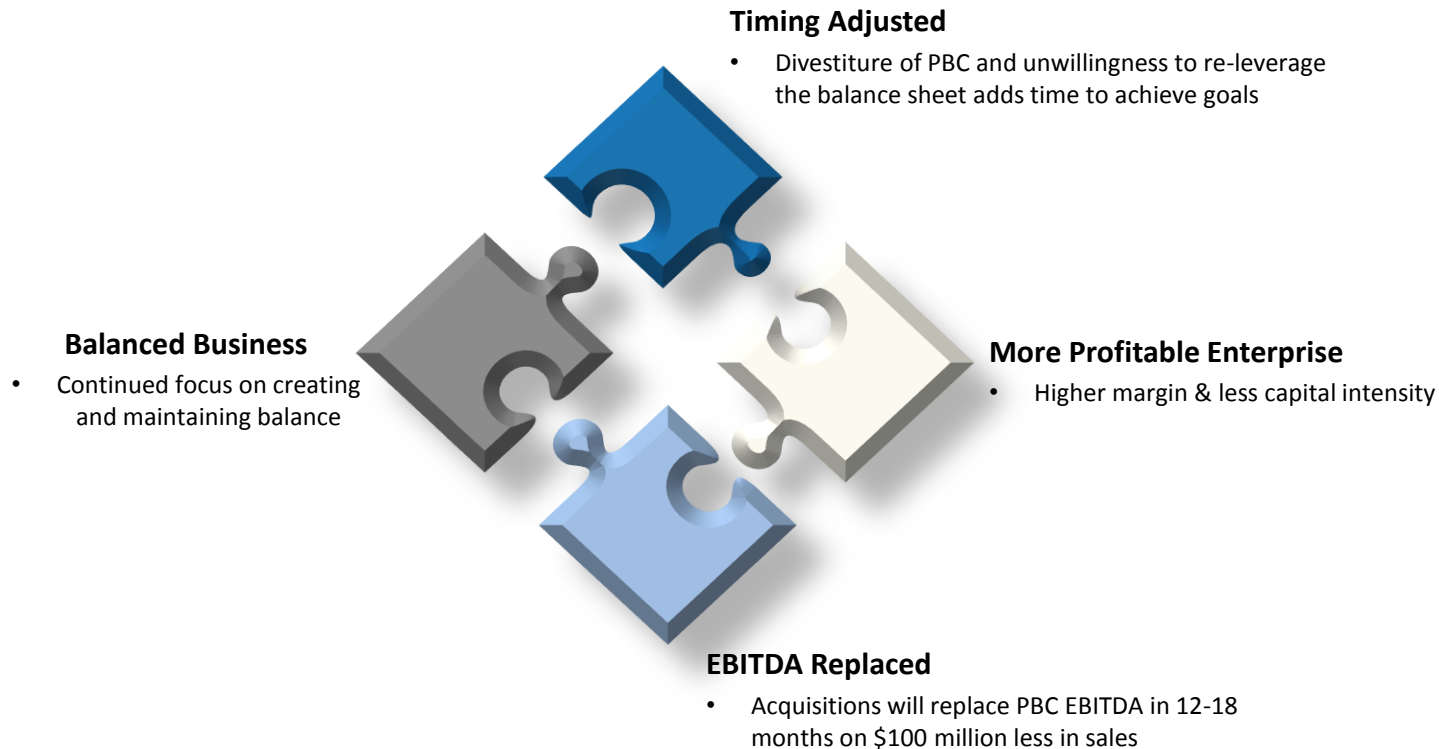 Timing Adjusted
• Divestiture of PBC and unwillingness to re-leverage
the balance sheet adds time to achieve goals
Balanced Business
• Continued focus on creating
and maintaining balance
More Profitable Enterprise
• Higher margin & less capital intensity
EBITDA Replaced
• Acquisitions will replace PBC EBITDA in 12-18
months on $100 million less in sales